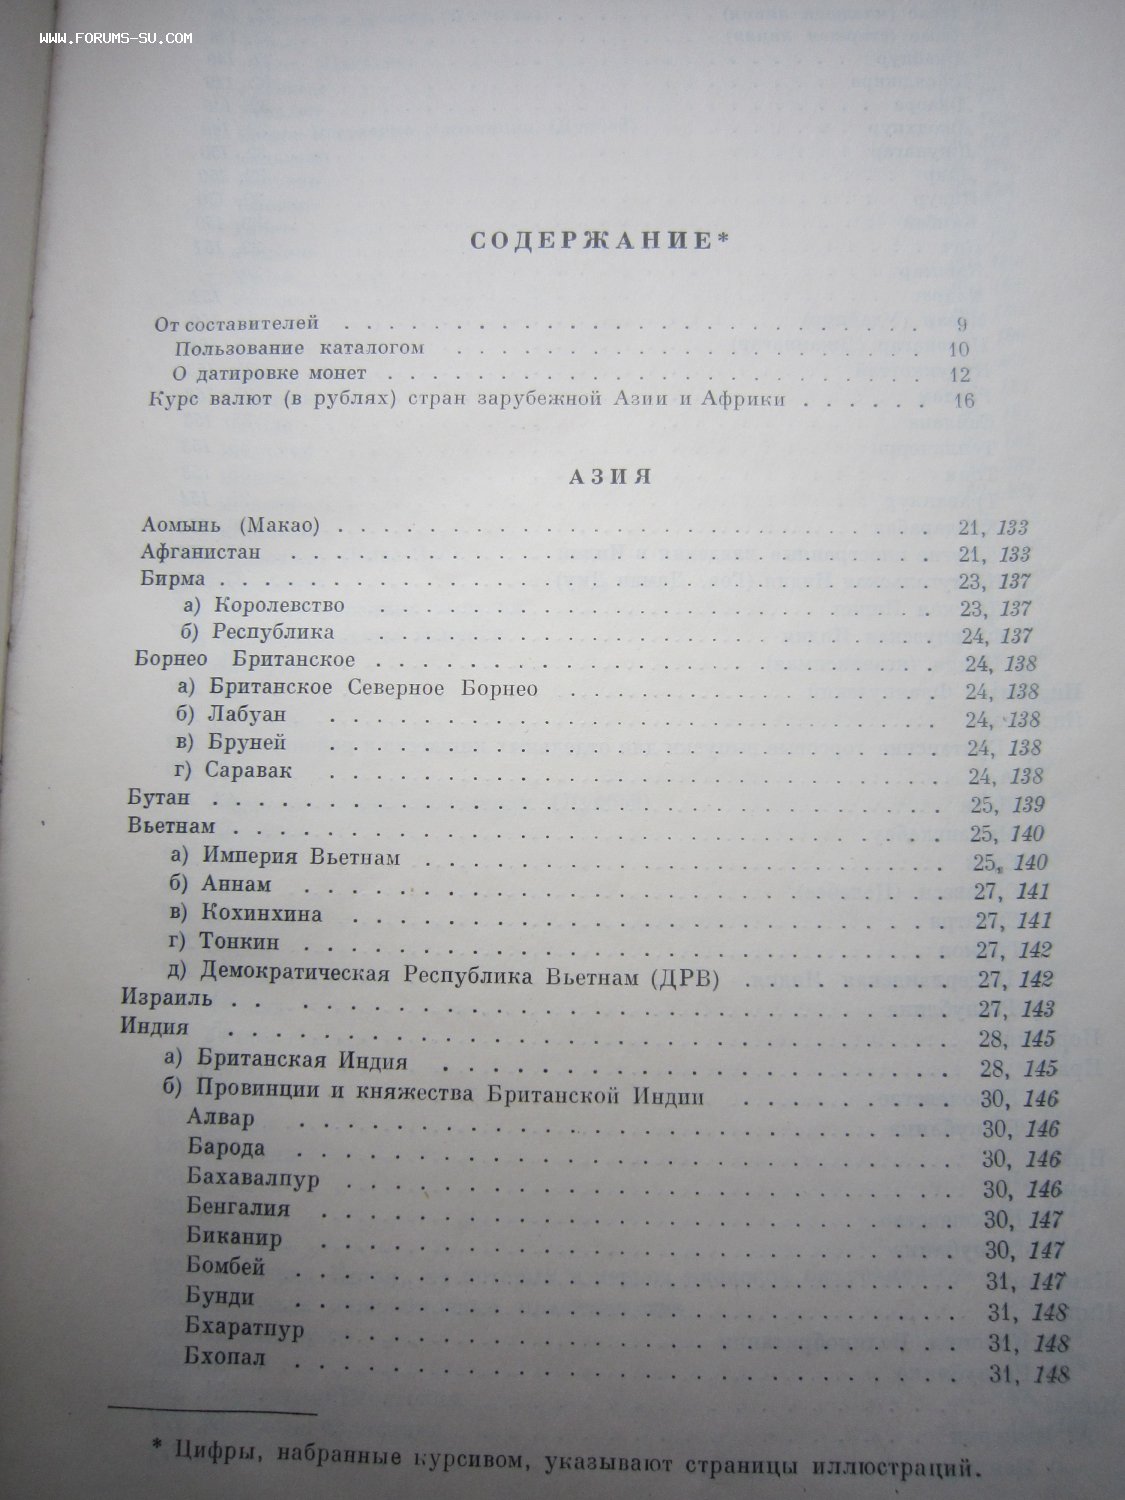 WWW.FORUMS-SU.COM
СОДЕРЖАНИЕ*
От составителей . . . . . . . . . . . . . . . . . . . . . . . . . 9
Пользование каталогом . . . . . . . . . . . . . . . . . . . . 10
О датировке монет . . . . . . . . . . . . . . . . . . . . . . . 12
Курс валют (в рублях) стран зарубежной Азии и Африки . . . . . . 16
АЗИЯ
Аомынь (Макао) . . . . . . . . . . . . . . . . . . . . . . . . . . 21, 133
Афганистан . . . . . . . . . . . . . . . . . . . . . . . . . . . . 21, 133
Бирма . . . . . . . . . . . . . . . . . . . . . . . . . . . . . . . 23, 137
а) Королевство . . . . . . . . . . . . . . . . . . . . . . . . 23, 137
б) Республика . . . . . . . . . . . . . . . . . . . . . . . . 24, 137
Борнео Британское . . . . . . . . . . . . . . . . . . . . . . . . 24, 138
а) Британское Северное Борнео . . . . . . . . . . . . . . . . 24, 138
б) Лабуан . . . . . . . . . . . . . . . . . . . . . . . . . . 24, 138
в) Бруней . . . . . . . . . . . . . . . . . . . . . . . . . . 24, 138
г) Саравак . . . . . . . . . . . . . . . . . . . . . . . . . . 24, 138
Бутан . . . . . . . . . . . . . . . . . . . . . . . . . . . . . . . 25, 139
Вьетнам . . . . . . . . . . . . . . . . . . . . . . . . . . . . . . 25, 140
а) Империя Вьетнам . . . . . . . . . . . . . . . . . . . . . . 25, 140
б) Аннам . . . . . . . . . . . . . . . . . . . . . . . . . . . 27, 141
в) Кохинхина . . . . . . . . . . . . . . . . . . . . . . . . . 27, 141
г) Тонкин . . . . . . . . . . . . . . . . . . . . . . . . . . . 27, 142
д) Демократическая Республика Вьетнам (ДРВ) . . . . . . . . . 27, 142
Израиль . . . . . . . . . . . . . . . . . . . . . . . . . . . . . . 27, 143
Индия . . . . . . . . . . . . . . . . . . . . . . . . . . . . . . . 28, 145
а) Британская Индия . . . . . . . . . . . . . . . . . . . . . . 28, 145
б) Провинции и княжества Британской Индии . . . . . . . . . 30, 146
Алвар . . . . . . . . . . . . . . . . . . . . . . . . . . . . 30, 146
Барода . . . . . . . . . . . . . . . . . . . . . . . . . . . . 30, 146
Бахавалпур . . . . . . . . . . . . . . . . . . . . . . . . . . 30, 146
Бенгалия . . . . . . . . . . . . . . . . . . . . . . . . . . . 30, 147
Биканир . . . . . . . . . . . . . . . . . . . . . . . . . . . 30, 147
Бомбей . . . . . . . . . . . . . . . . . . . . . . . . . . . . 31, 147
Бунди . . . . . . . . . . . . . . . . . . . . . . . . . . . . 31, 148
Бхаратпур . . . . . . . . . . . . . . . . . . . . . . . . . . 31, 148
Бхопал . . . . . . . . . . . . . . . . . . . . . . . . . . . . 31, 148
* Цифры, набранные курсивом, указывают страницы иллюстраций.